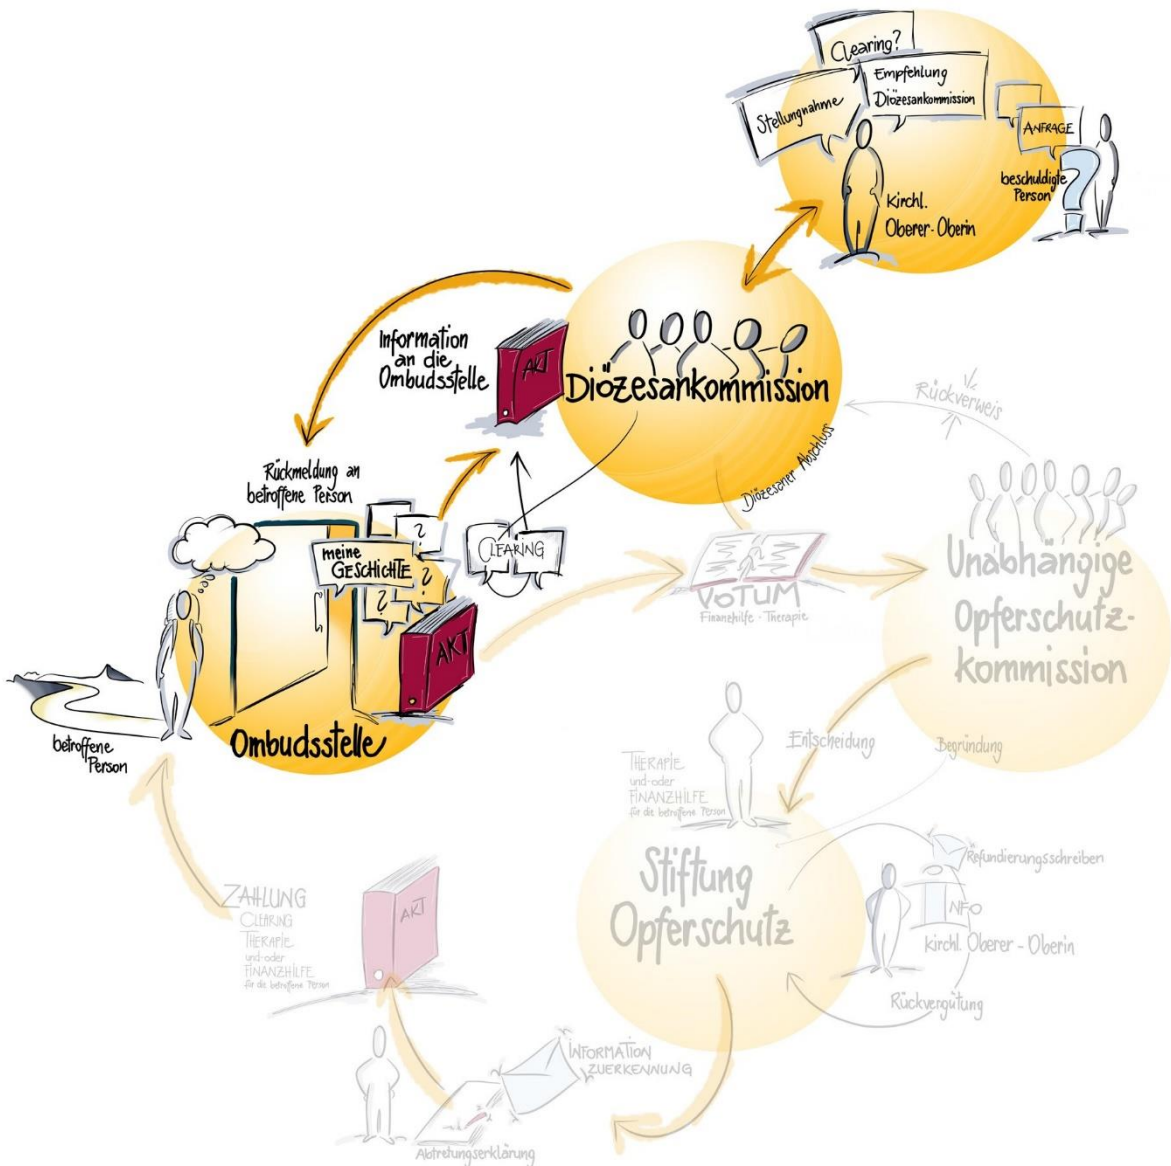 Clearing?
Empfehlung
Diözesankommission
Stellungnahme
ANFRAGE
beschuldigte
Person
?
Kirchl.
Oberer-Oberin
Information
an die
Ombudsstelle
AKT
Diözesankommission
Rückverweis
Diözesaner Abschluss
Rückmeldung an
betroffene Person
?
meine
GESCHICHTE
?
?
CLEARING
AKT
VOTUM
Finanzhilfe - Therapie
Unabhängige
Opferschutz-
kommission
betroffene
Person
Ombudsstelle
Entscheidung
Begründung
THERAPIE
und-oder
FINANZHILFE
für die betroffene Person
Stiftung
Opferschutz
Refundierungsschreiben
INFO
kirchl. Oberer - Oberin
Rückvergütung
ZAHLUNG
CLEARING
THERAPIE
und-oder
FINANZHILFE
für die betroffene Person
AKT
INFORMATION
ZUERKENNUNG
Abtretungserklärung